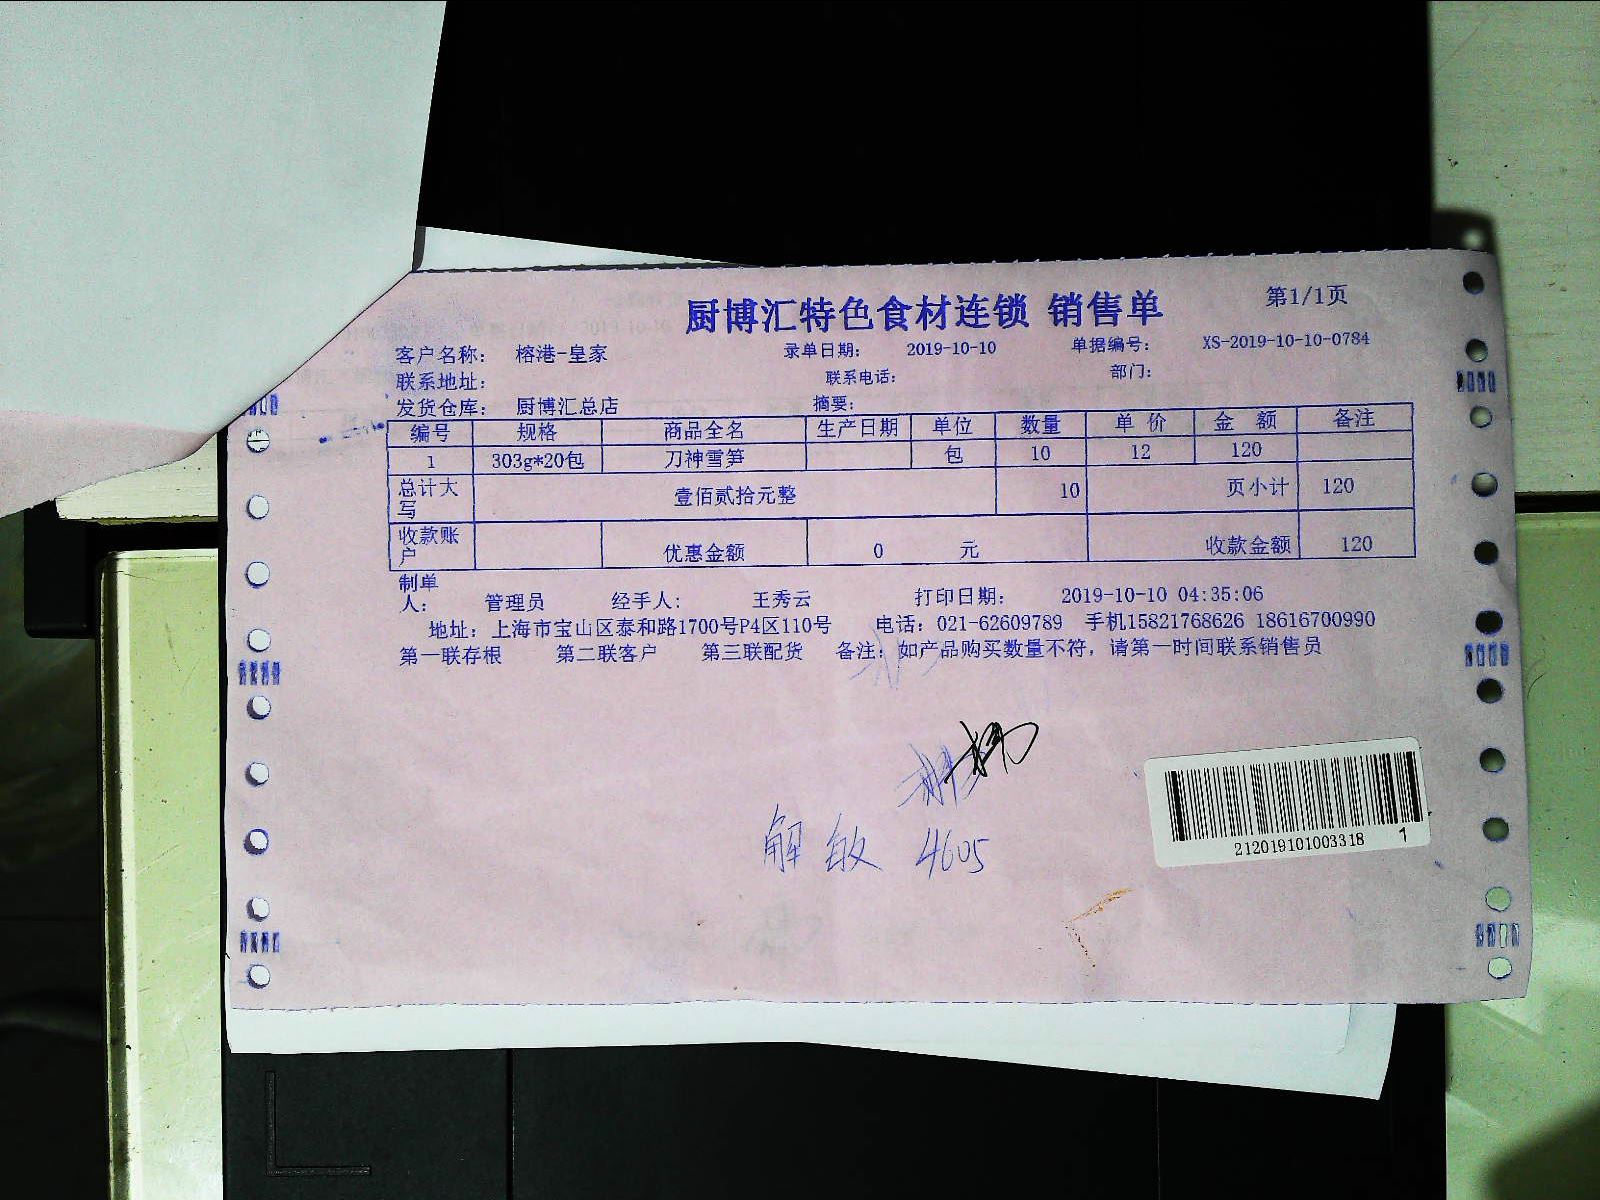 厨博汇特色食材连锁 销售单 第1/1页
客户名称： 榕港-皇家 录单日期： 2019-10-10 单据编号： XS-2019-10-10-0784
联系地址： 联系电话： 部门：
发货仓库： 厨博汇总店 摘要：
编号 规格 商品全名 生产日期 单位 数量 单 价 金 额 备注
1 303g*20包 刀神雪笋 包 10 12 120
总计大写 壹佰贰拾元整 10 页小计 120
收款账户 优惠金额 0 元 收款金额 120
制单人： 管理员 经手人： 王秀云 打印日期： 2019-10-10 04:35:06
地址：上海市宝山区泰和路1700号P4区110号 电话：021-62609789 手机15821768626 18616700990
第一联存根 第二联客户 第三联配货 备注：如产品购买数量不符，请第一时间联系销售员
解敏 4605
212019101003318 1